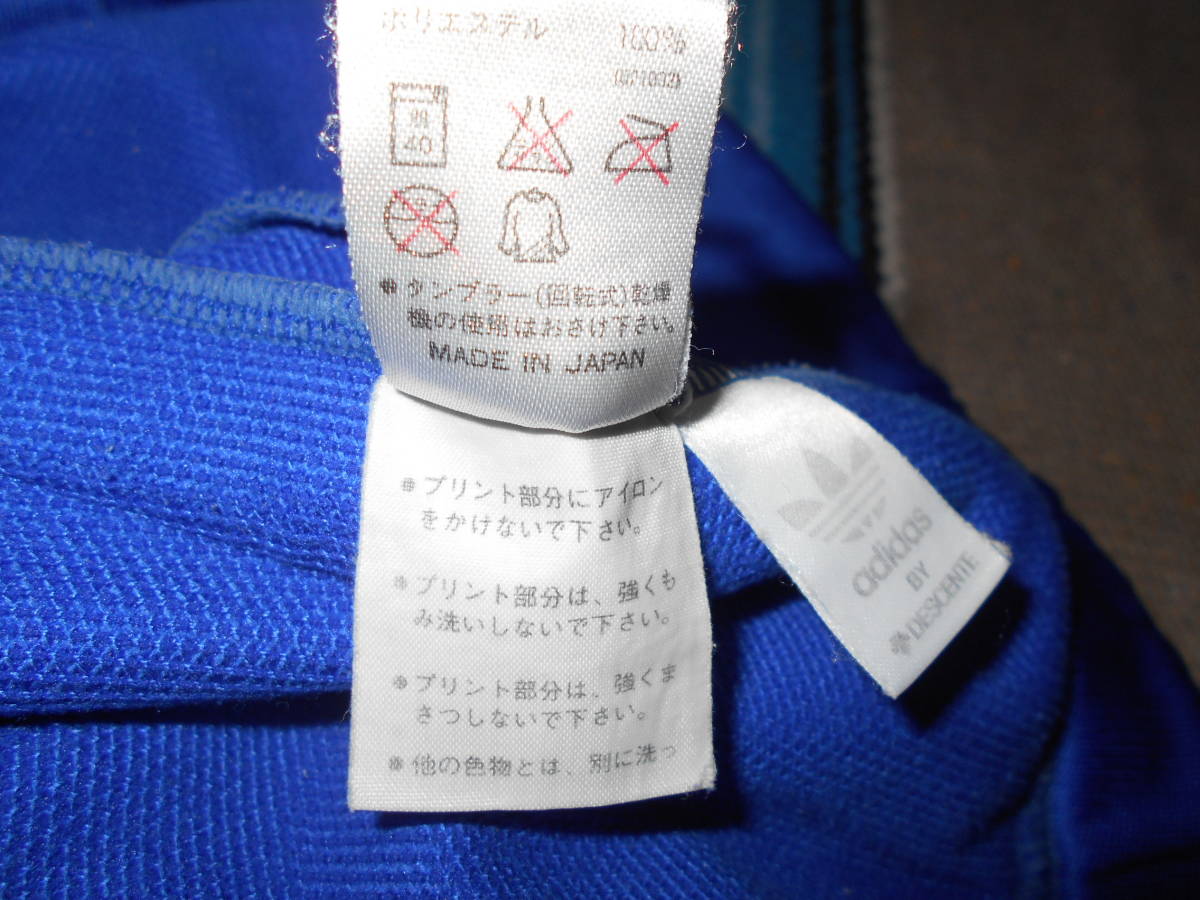 ポリエステル 100%
40
タンブラー(回転式)乾燥
機の使用はおさけ下さい。
MADE IN JAPAN
プリント部分にアイロン
をかけないで下さい。
プリント部分は、強くも
み洗いしないで下さい。
プリント部分は、強くま
さつしないで下さい。
他の色物とは、別に洗っ
adidas
BY
DESCENTE